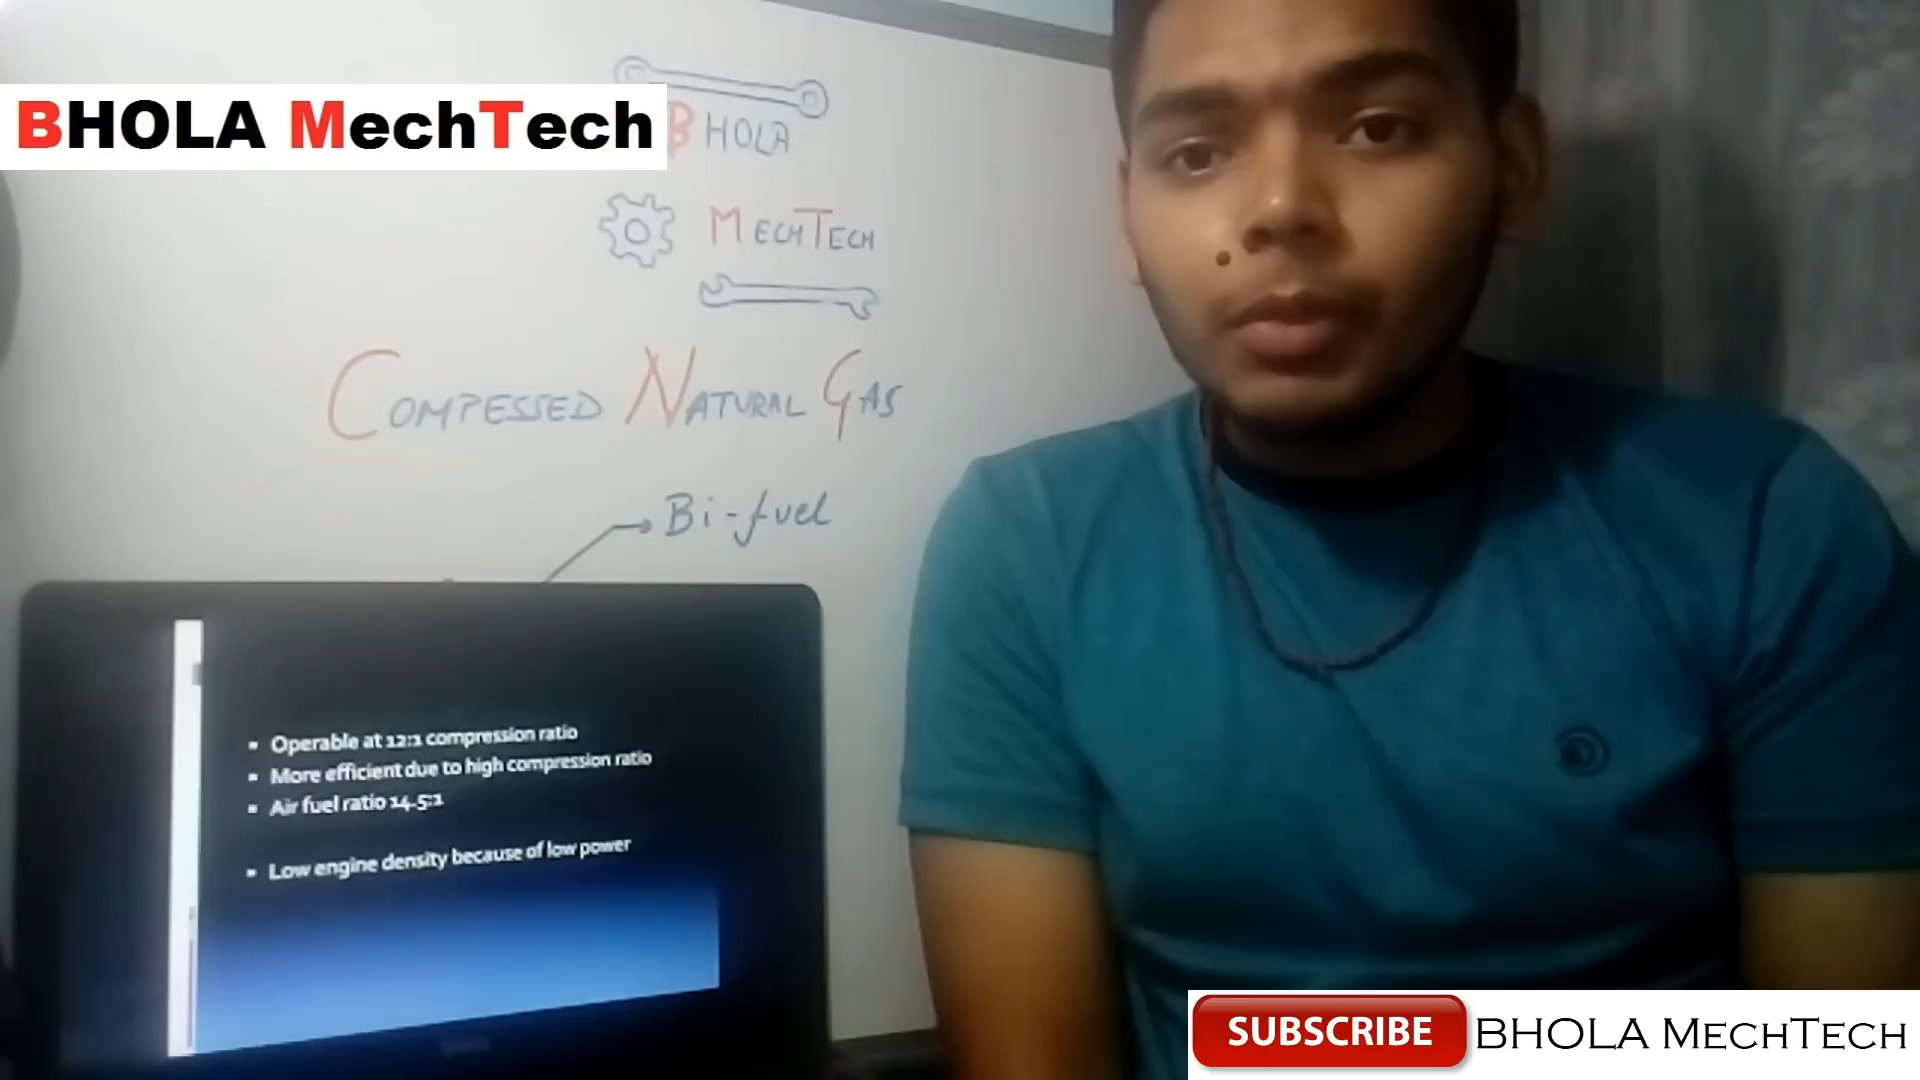 BHOLA MechTech
BHOLA
MECHTECH
COMPESSED NATURAL GAS
Bi-fuel
▪ Operable at 12:1 compression ratio
▪ More efficient due to high compression ratio
▪ Air fuel ratio 14.5:1
▪ Low engine density because of low power
SUBSCRIBE BHOLA MECHTECH